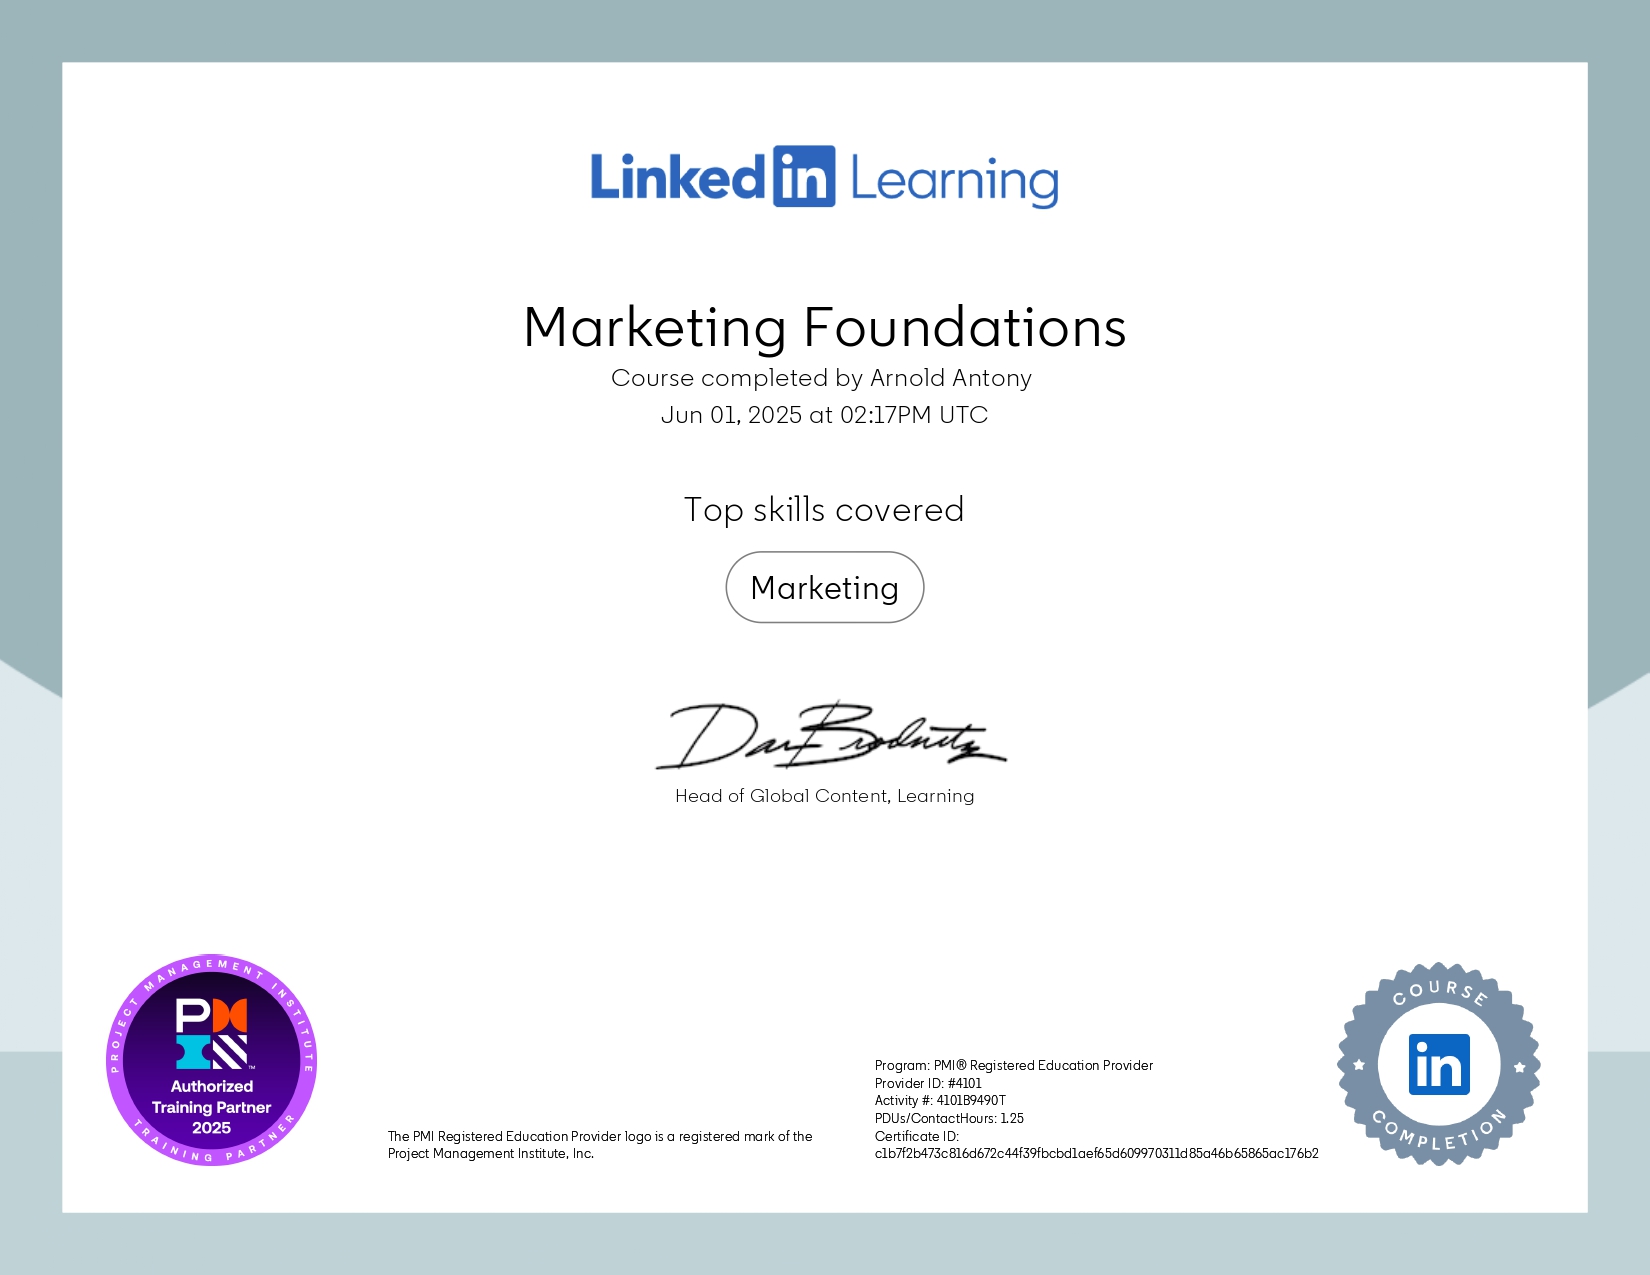 Linked in Learning
Marketing Foundations
Course completed by Arnold Antony
Jun 01, 2025 at 02:17PM UTC
Top skills covered
Marketing
Dan Brodnitz
Head of Global Content, Learning
PROJECT MANAGEMENT INSTITUTE
PM
™
Authorized
Training Partner
2025
TRAINING PARTNER
The PMI Registered Education Provider logo is a registered mark of the
Project Management Institute, Inc.
Program: PMI® Registered Education Provider
Provider ID: #4101
Activity #: 4101B9490T
PDUs/ContactHours: 1.25
Certificate ID:
c1b7f2b473c816d672c44f39fbcbd1aef65d609970311d85a46b65865ac176b2
COURSE
in
COMPLETION